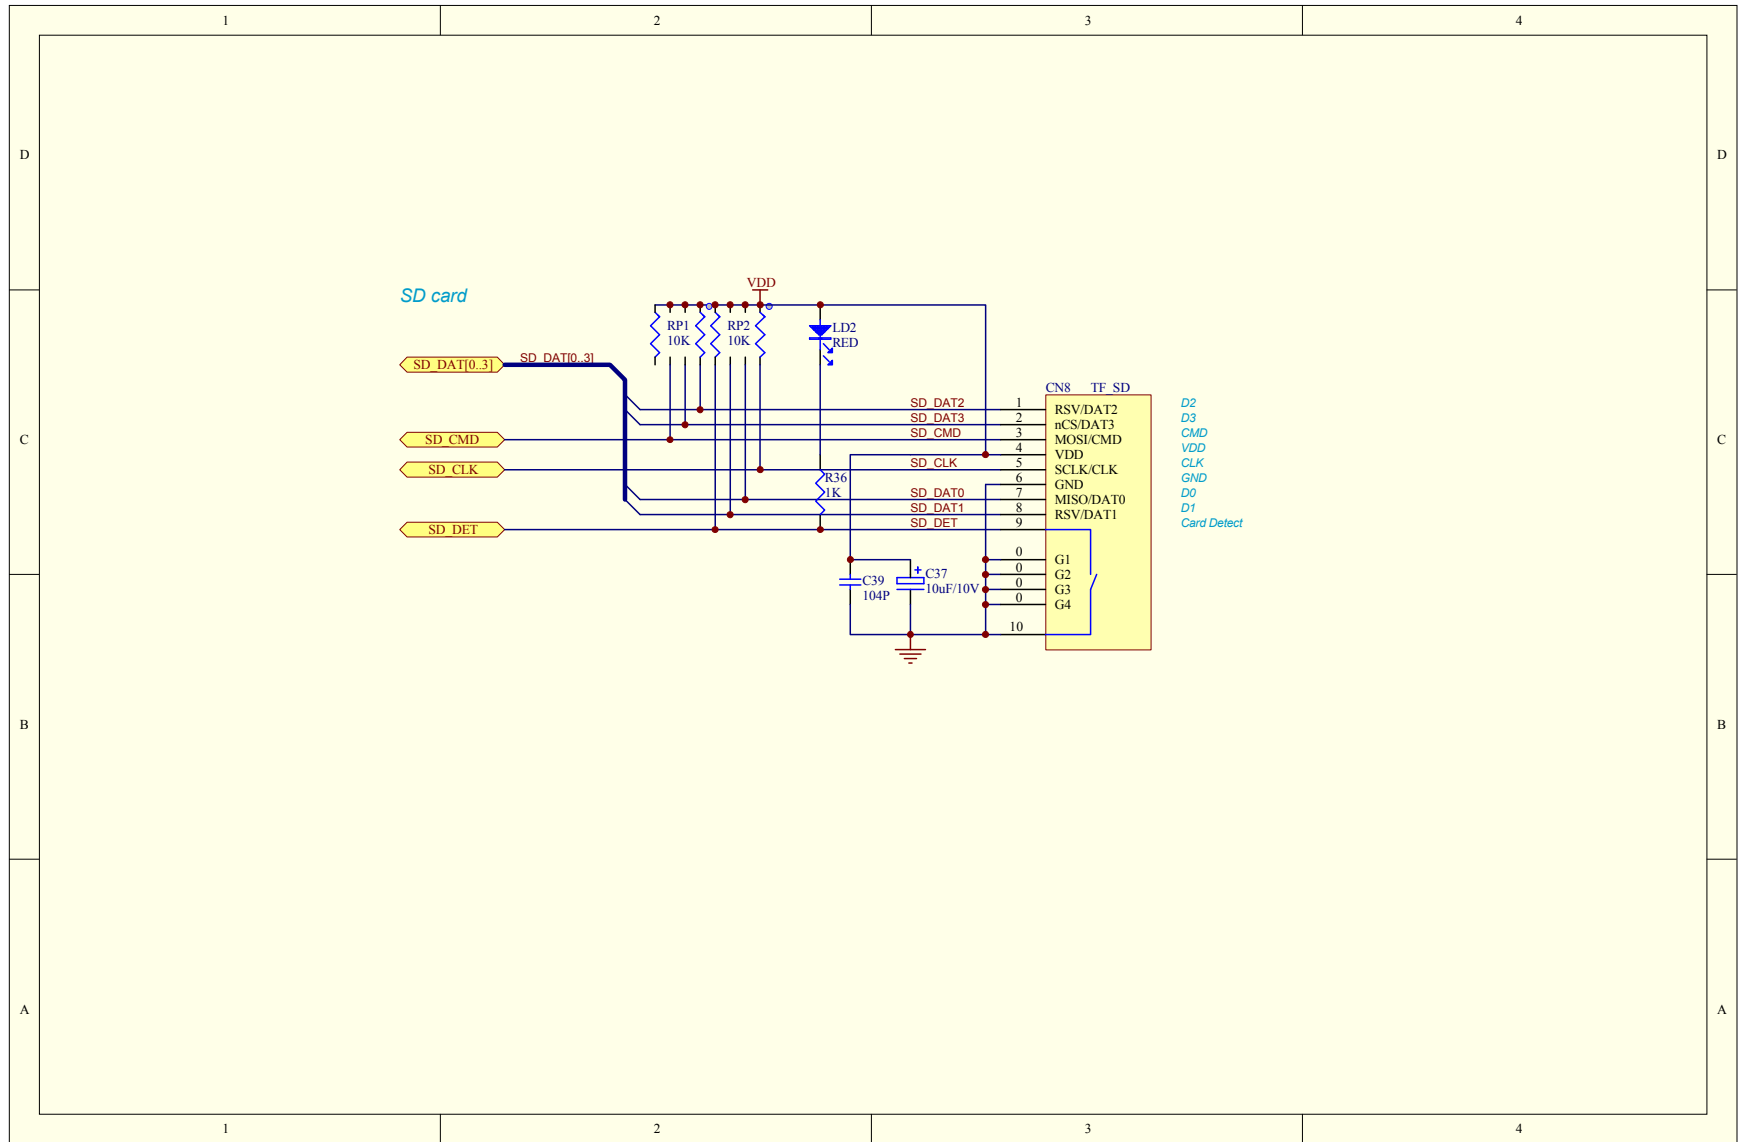 1 2 3 4
D D
SD card
VDD
RP1 RP2
10K 10K
LD2
RED
SD_DAT[0..3] SD_DAT[0..3]
CN8 TF_SD
SD_DAT2 1 RSV/DAT2 D2
SD_DAT3 2 nCS/DAT3 D3
C SD_CMD SD_CMD 3 MOSI/CMD CMD C
4 VDD VDD
SD_CLK SD_CLK 5 SCLK/CLK CLK
R36 6 GND GND
1K SD_DAT0 7 MISO/DAT0 D0
SD_DAT1 8 RSV/DAT1 D1
SD_DET SD_DET 9 Card Detect
0 G1
+ C37 0 G2
C39 10uF/10V 0 G3
104P 0 G4
10
B B
A A
1 2 3 4